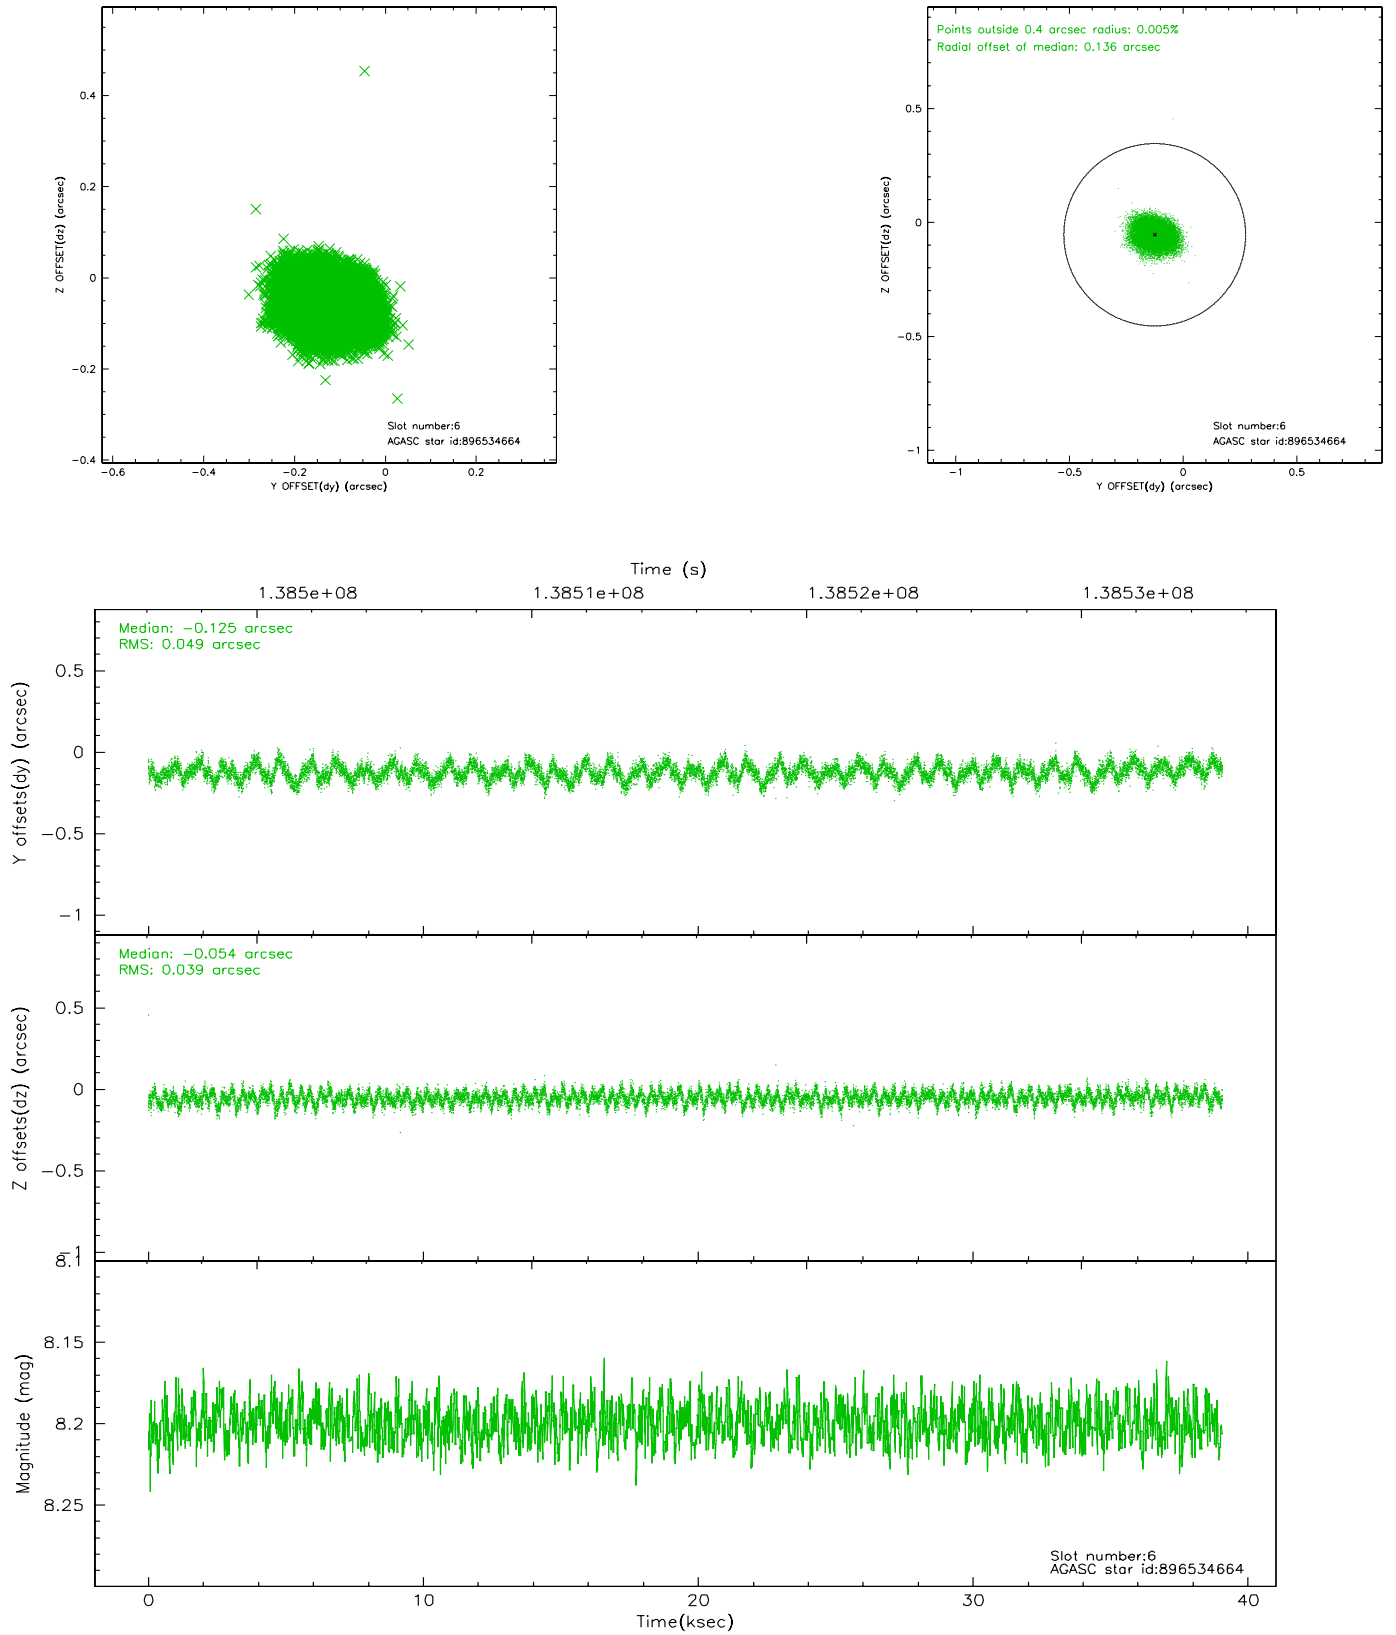 Points outside 0.4 arcsec radius: 0.005%
Radial offset of median: 0.136 arcsec
0.4
0.2
0
−0.2
−0.4
Z OFFSET(dz) (arcsec)
Slot number:6
AGASC star id:896534664
−0.6
−0.4
−0.2
0
0.2
Y OFFSET(dy) (arcsec)
0.5
0
−0.5
−1
Z OFFSET(dz) (arcsec)
Slot number:6
AGASC star id:896534664
−1
−0.5
0
0.5
Y OFFSET(dy) (arcsec)
Time (s)
1.385e+08
1.3851e+08
1.3852e+08
1.3853e+08
Median: −0.125 arcsec
RMS: 0.049 arcsec
0.5
0
−0.5
−1
Y offsets(dy) (arcsec)
Median: −0.054 arcsec
RMS: 0.039 arcsec
0.5
0
−0.5
−1
Z offsets(dz) (arcsec)
8.1
8.15
8.2
8.25
Magnitude (mag)
Slot number:6
AGASC star id:896534664
0
10
20
30
40
Time(ksec)